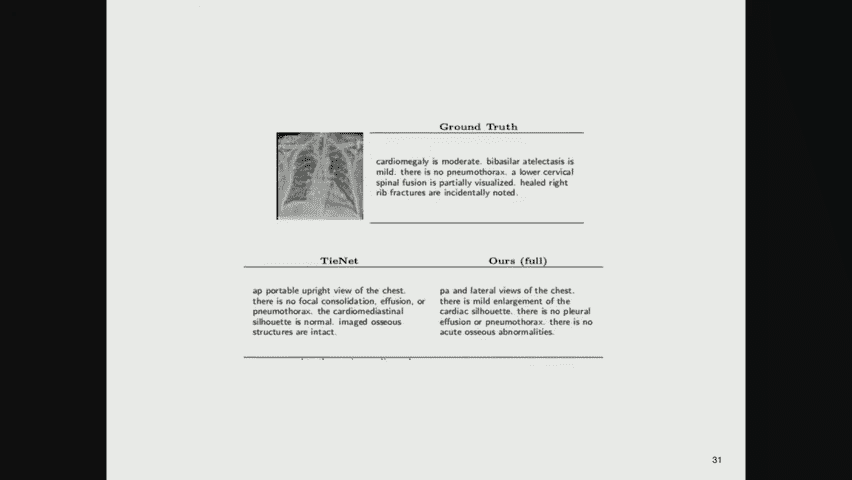 Ground Truth
cardiomegaly is moderate. bibasilar atelectasis is
mild. there is no pneumothorax. a lower cervical
spinal fusion is partially visualized. healed right
rib fractures are incidentally noted.
TieNet
ap portable upright view of the chest.
there is no focal consolidation, effusion, or
pneumothorax. the cardiomediastinal
silhouette is normal. imaged osseous
structures are intact.
Ours (full)
pa and lateral views of the chest.
there is mild enlargement of the
cardiac silhouette. there is no pleural
effusion or pneumothorax. there is no
acute osseous abnormalities.
31